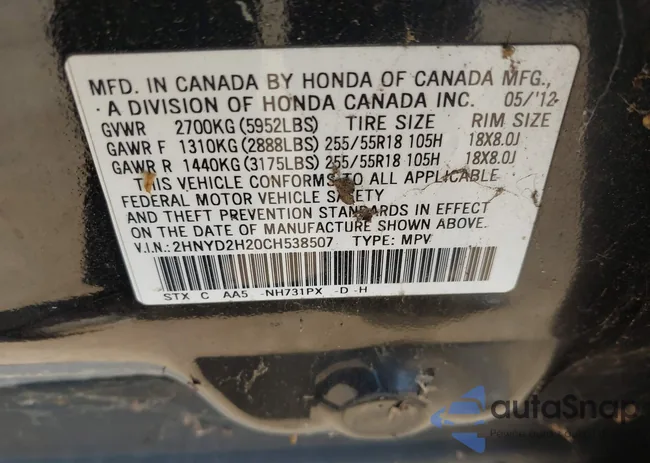 MFD. IN CANADA BY HONDA OF CANADA MFG.,
A DIVISION OF HONDA CANADA INC. 05/'12
GVWR 2700KG (5952LBS) TIRE SIZE RIM SIZE
GAWR F 1310KG (2888LBS) 255/55R18 105H 18X8.0J
GAWR R 1440KG (3175LBS) 255/55R18 105H 18X8.0J
THIS VEHICLE CONFORMS TO ALL APPLICABLE
FEDERAL MOTOR VEHICLE SAFETY
AND THEFT PREVENTION STANDARDS IN EFFECT
ON THE DATE OF MANUFACTURE SHOWN ABOVE.
V.I.N.: 2HNYD2H20CH538507 TYPE: MPV
STX C AA5 -NH731PX -D -H
autoSnap